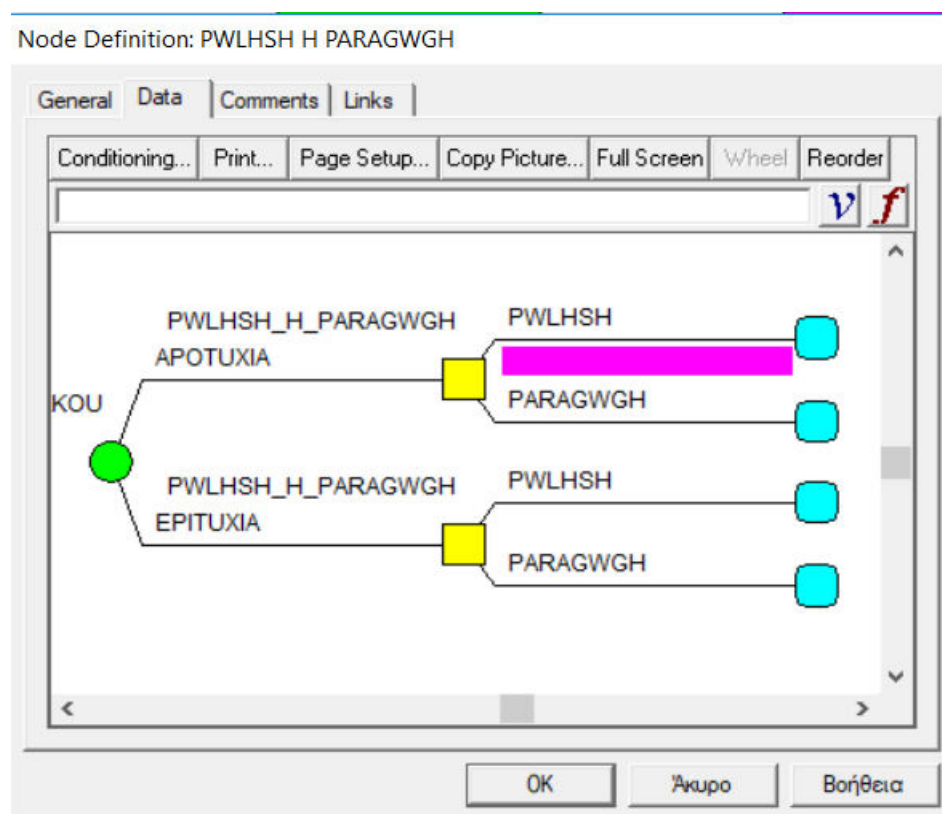 Node Definition: PWLHSH H PARAGWGH
General Data Comments Links
Conditioning... Print... Page Setup... Copy Picture... Full Screen Wheel Reorder
v f
PWLHSH_H_PARAGWGH PWLHSH
APOTUXIA
KOU PARAGWGH
PWLHSH_H_PARAGWGH PWLHSH
EPITUXIA
PARAGWGH
OK Άκυρο Βοήθεια